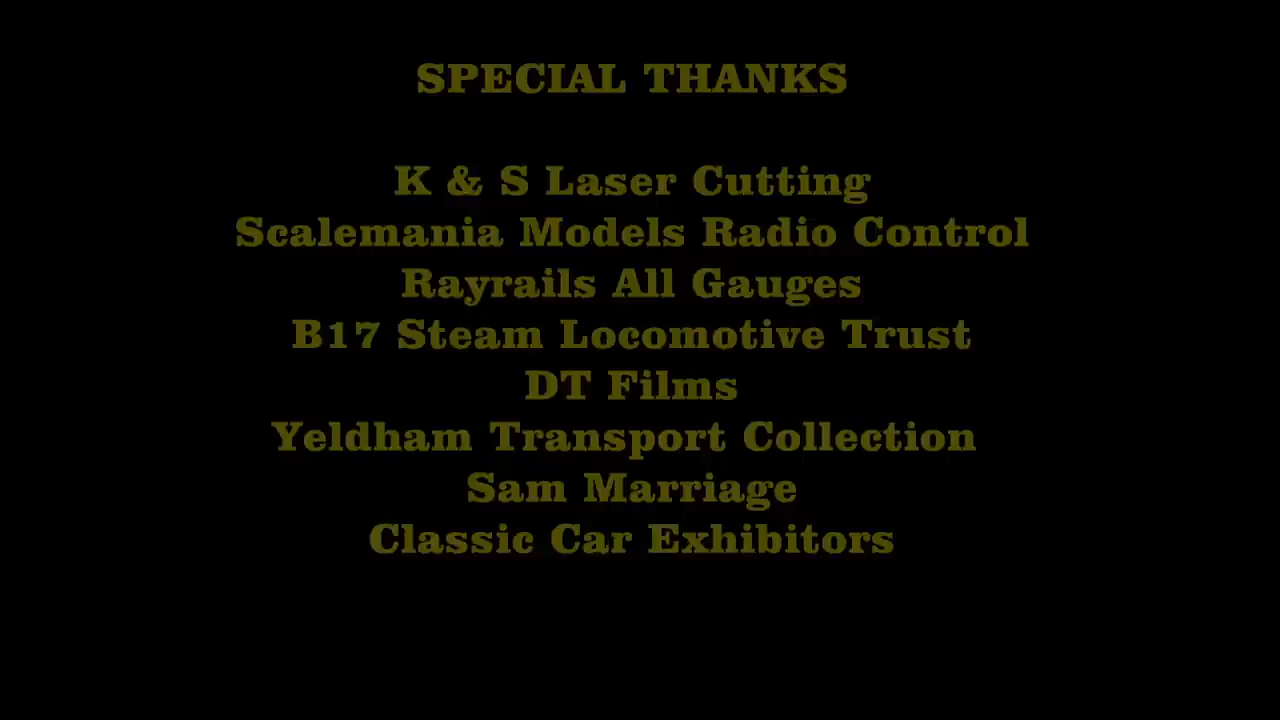 SPECIAL THANKS
K & S Laser Cutting
Scalemania Models Radio Control
Rayrails All Gauges
B17 Steam Locomotive Trust
DT Films
Yeldham Transport Collection
Sam Marriage
Classic Car Exhibitors